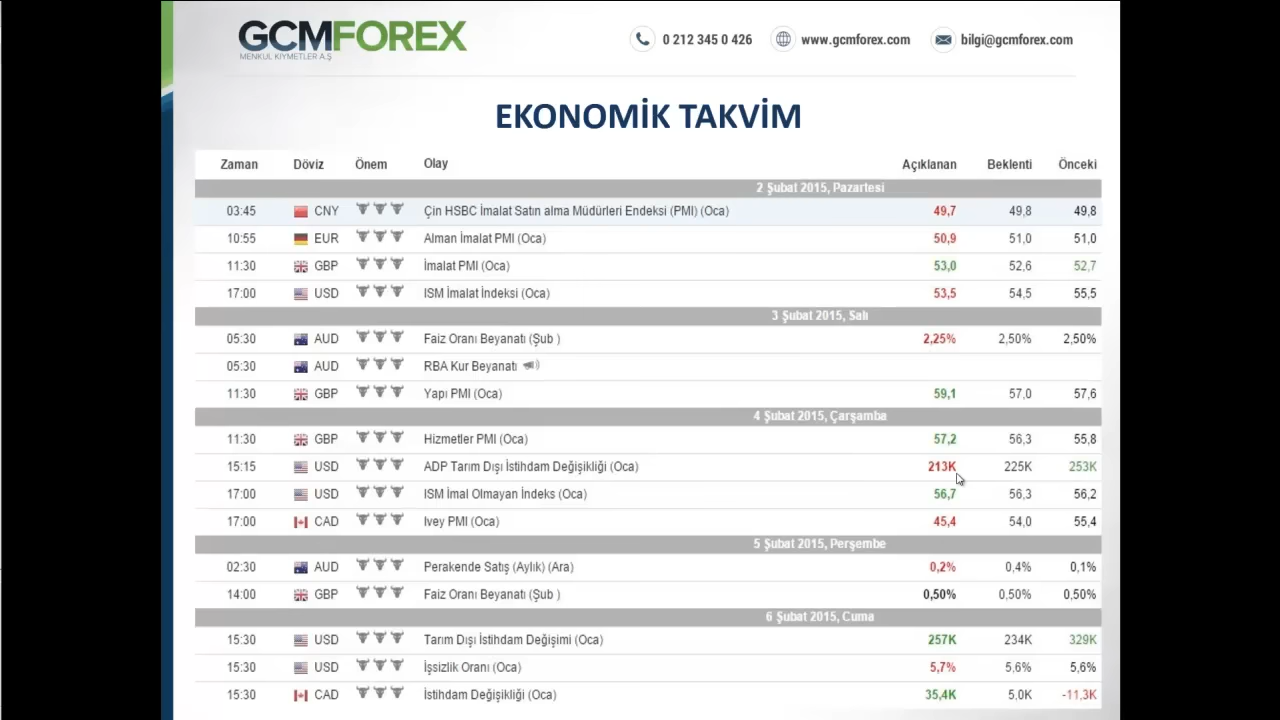 GCMFOREX
MENKUL KIYMETLER A.Ş
0 212 345 0 426 www.gcmforex.com bilgi@gcmforex.com
EKONOMİK TAKVİM
Zaman Döviz Önem Olay Açıklanan Beklenti Önceki
2 Şubat 2015, Pazartesi
03:45 CNY Çin HSBC İmalat Satın alma Müdürleri Endeksi (PMI) (Oca) 49,7 49,8 49,8
10:55 EUR Alman İmalat PMI (Oca) 50,9 51,0 51,0
11:30 GBP İmalat PMI (Oca) 53,0 52,6 52,7
17:00 USD ISM İmalat İndeksi (Oca) 53,5 54,5 55,5
3 Şubat 2015, Salı
05:30 AUD Faiz Oranı Beyanatı (Şub ) 2,25% 2,50% 2,50%
05:30 AUD RBA Kur Beyanatı
11:30 GBP Yapı PMI (Oca) 59,1 57,0 57,6
4 Şubat 2015, Çarşamba
11:30 GBP Hizmetler PMI (Oca) 57,2 56,3 55,8
15:15 USD ADP Tarım Dışı İstihdam Değişikliği (Oca) 213K 225K 253K
17:00 USD ISM İmal Olmayan İndeks (Oca) 56,7 56,3 56,2
17:00 CAD Ivey PMI (Oca) 45,4 54,0 55,4
5 Şubat 2015, Perşembe
02:30 AUD Perakende Satış (Aylık) (Ara) 0,2% 0,4% 0,1%
14:00 GBP Faiz Oranı Beyanatı (Şub ) 0,50% 0,50% 0,50%
6 Şubat 2015, Cuma
15:30 USD Tarım Dışı İstihdam Değişimi (Oca) 257K 234K 329K
15:30 USD İşsizlik Oranı (Oca) 5,7% 5,6% 5,6%
15:30 CAD İstihdam Değişikliği (Oca) 35,4K 5,0K -11,3K